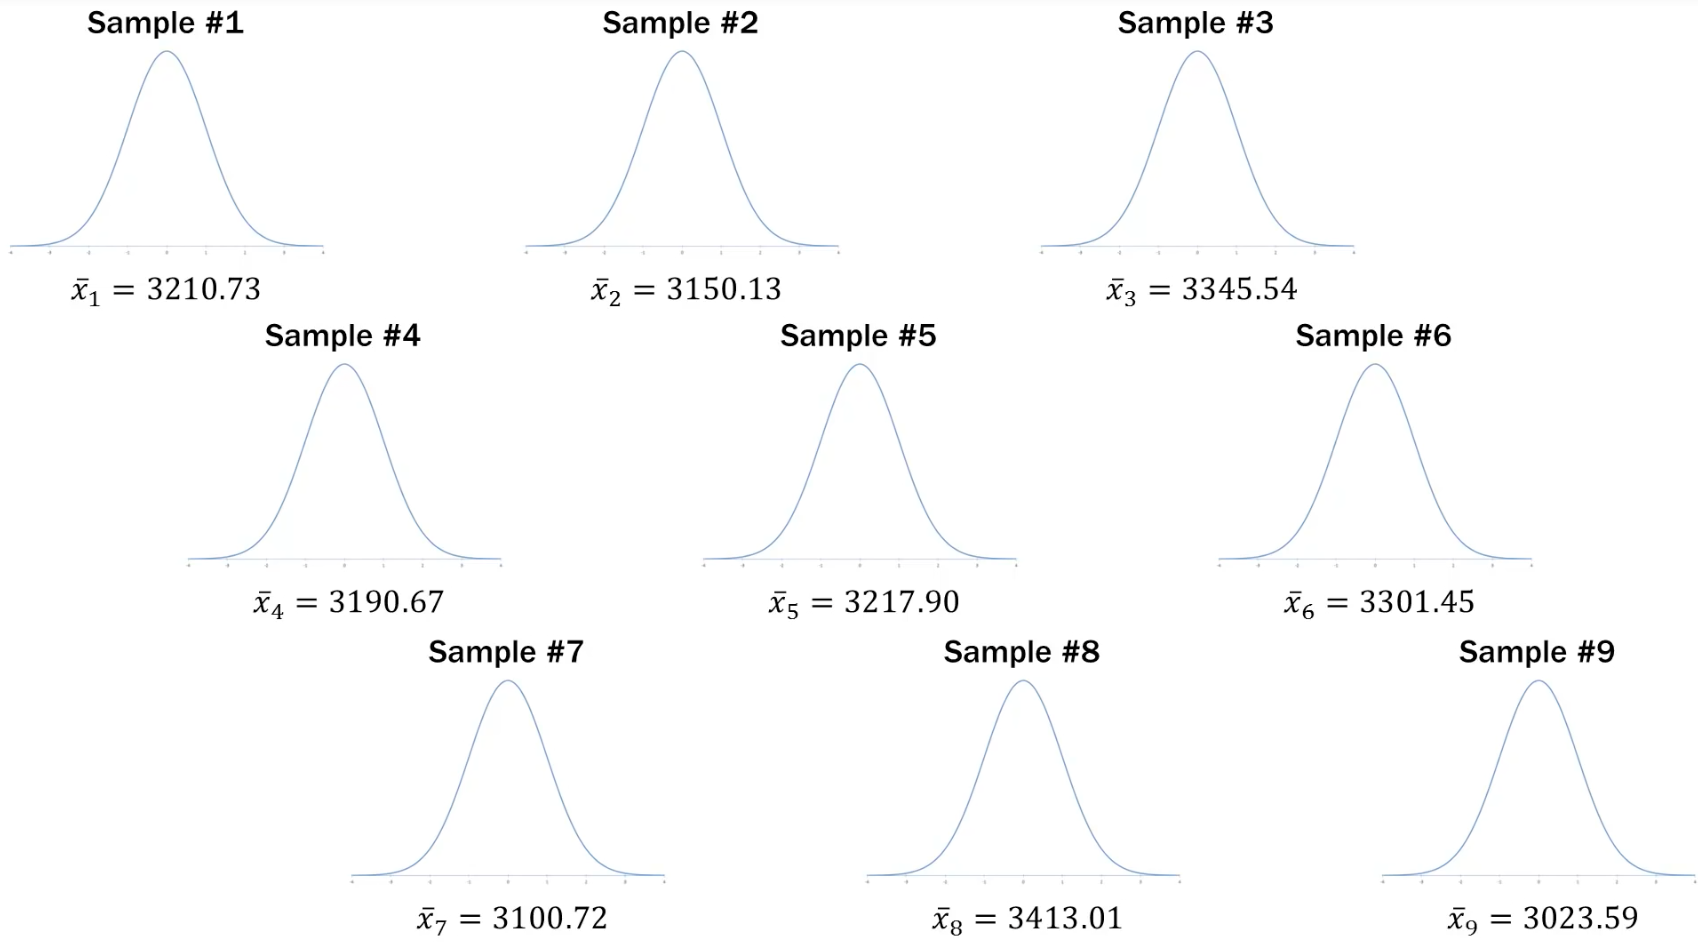 Sample #1 Sample #2 Sample #3
x̄₁ = 3210.73 x̄₂ = 3150.13 x̄₃ = 3345.54
Sample #4 Sample #5 Sample #6
x̄₄ = 3190.67 x̄₅ = 3217.90 x̄₆ = 3301.45
Sample #7 Sample #8 Sample #9
x̄₇ = 3100.72 x̄₈ = 3413.01 x̄₉ = 3023.59